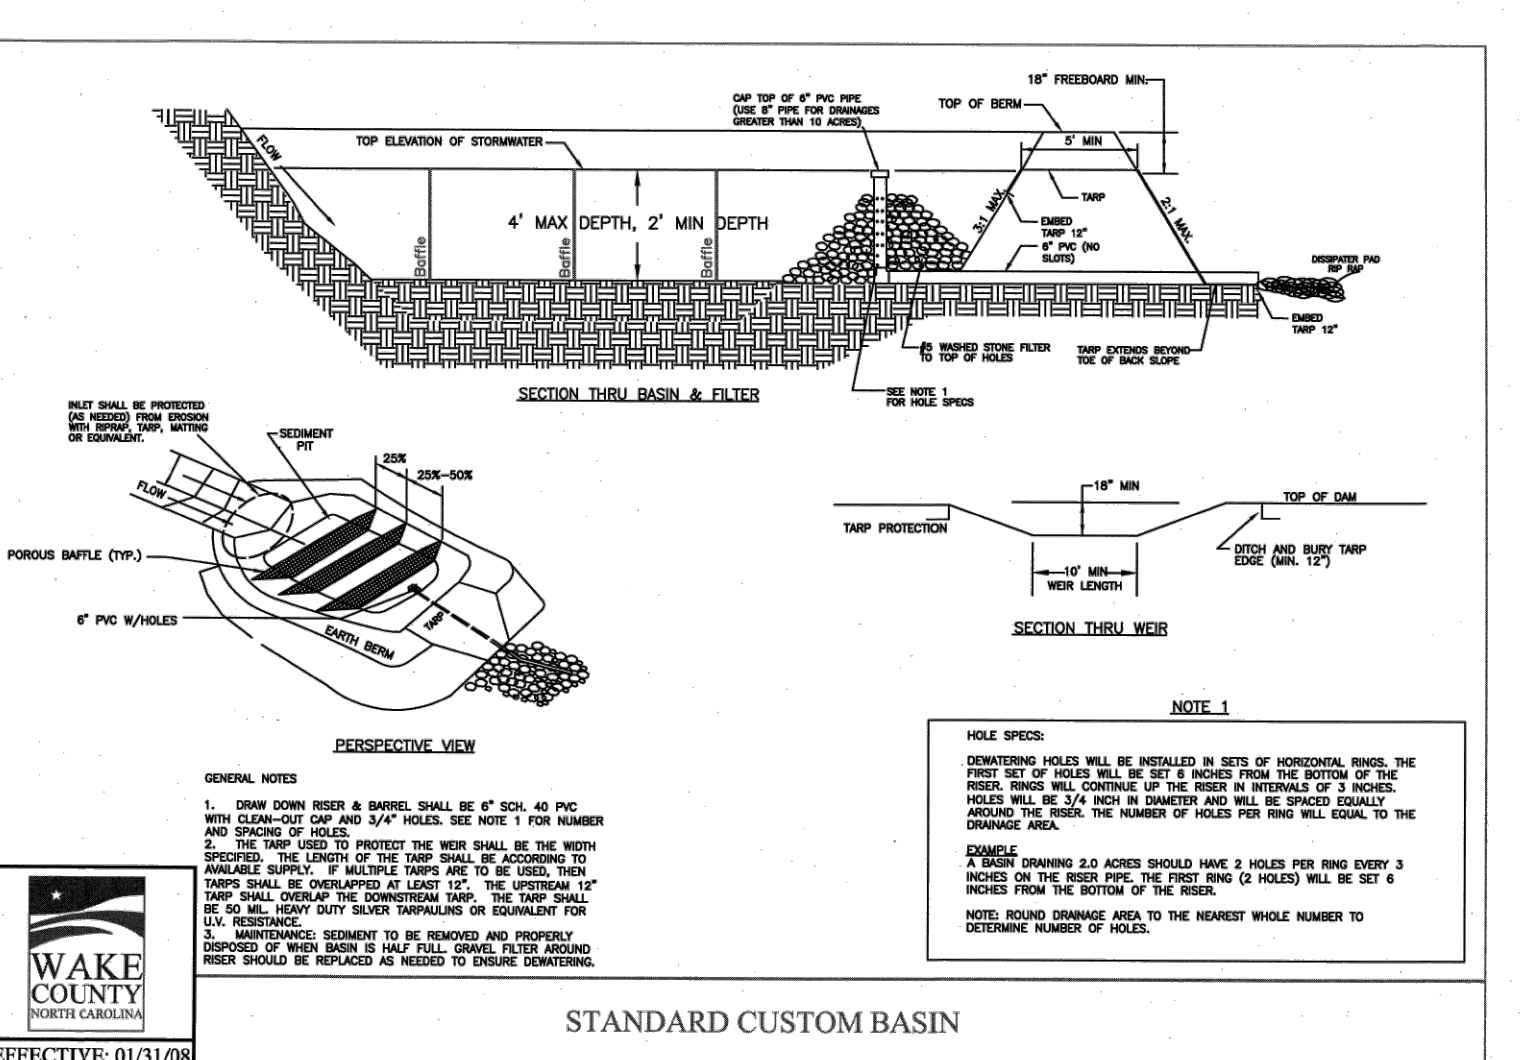 18" FREEBOARD MIN.
CAP TOP OF 6" PVC PIPE
(USE 8" PIPE FOR DRAINAGES
GREATER THAN 10 ACRES)
TOP OF BERM
FLOW
TOP ELEVATION OF STORMWATER
5' MIN
TARP
4' MAX DEPTH, 2' MIN DEPTH
3:1 MAX.
2:1 MAX.
EMBED
TARP 12"
6" PVC (NO
SLOTS)
Baffle
Baffle
Baffle
DISSIPATER PAD
RIP RAP
EMBED
TARP 12"
#5 WASHED STONE FILTER
TO TOP OF HOLES
TARP EXTENDS BEYOND
TOE OF BACK SLOPE
SEE NOTE 1
FOR HOLE SPECS
SECTION THRU BASIN & FILTER
INLET SHALL BE PROTECTED
(AS NEEDED) FROM EROSION
WITH RIPRAP, TARP, MATTING
OR EQUIVALENT.
SEDIMENT
PIT
25%
25%-50%
FLOW
POROUS BAFFLE (TYP.)
6" PVC W/HOLES
EARTH BERM
TARP
PERSPECTIVE VIEW
18" MIN
TOP OF DAM
TARP PROTECTION
DITCH AND BURY TARP
EDGE (MIN. 12")
10' MIN
WEIR LENGTH
SECTION THRU WEIR
GENERAL NOTES
1. DRAW DOWN RISER & BARREL SHALL BE 6" SCH. 40 PVC
WITH CLEAN-OUT CAP AND 3/4" HOLES. SEE NOTE 1 FOR NUMBER
AND SPACING OF HOLES.
2. THE TARP USED TO PROTECT THE WEIR SHALL BE THE WIDTH
SPECIFIED. THE LENGTH OF THE TARP SHALL BE ACCORDING TO
AVAILABLE SUPPLY. IF MULTIPLE TARPS ARE TO BE USED, THEN
TARPS SHALL BE OVERLAPPED AT LEAST 12". THE UPSTREAM 12"
TARP SHALL OVERLAP THE DOWNSTREAM TARP. THE TARP SHALL
BE 50 MIL. HEAVY DUTY SILVER TARPAULINS OR EQUIVALENT FOR
U.V. RESISTANCE.
3. MAINTENANCE: SEDIMENT TO BE REMOVED AND PROPERLY
DISPOSED OF WHEN BASIN IS HALF FULL. GRAVEL FILTER AROUND
RISER SHOULD BE REPLACED AS NEEDED TO ENSURE DEWATERING.
NOTE 1
HOLE SPECS:
DEWATERING HOLES WILL BE INSTALLED IN SETS OF HORIZONTAL RINGS. THE
FIRST SET OF HOLES WILL BE SET 6 INCHES FROM THE BOTTOM OF THE
RISER. RINGS WILL CONTINUE UP THE RISER IN INTERVALS OF 3 INCHES.
HOLES WILL BE 3/4 INCH IN DIAMETER AND WILL BE SPACED EQUALLY
AROUND THE RISER. THE NUMBER OF HOLES PER RING WILL EQUAL TO THE
DRAINAGE AREA.
EXAMPLE
A BASIN DRAINING 2.0 ACRES SHOULD HAVE 2 HOLES PER RING EVERY 3
INCHES ON THE RISER PIPE. THE FIRST RING (2 HOLES) WILL BE SET 6
INCHES FROM THE BOTTOM OF THE RISER.
NOTE: ROUND DRAINAGE AREA TO THE NEAREST WHOLE NUMBER TO
DETERMINE NUMBER OF HOLES.
WAKE
COUNTY
NORTH CAROLINA
EFFECTIVE: 01/31/08
STANDARD CUSTOM BASIN